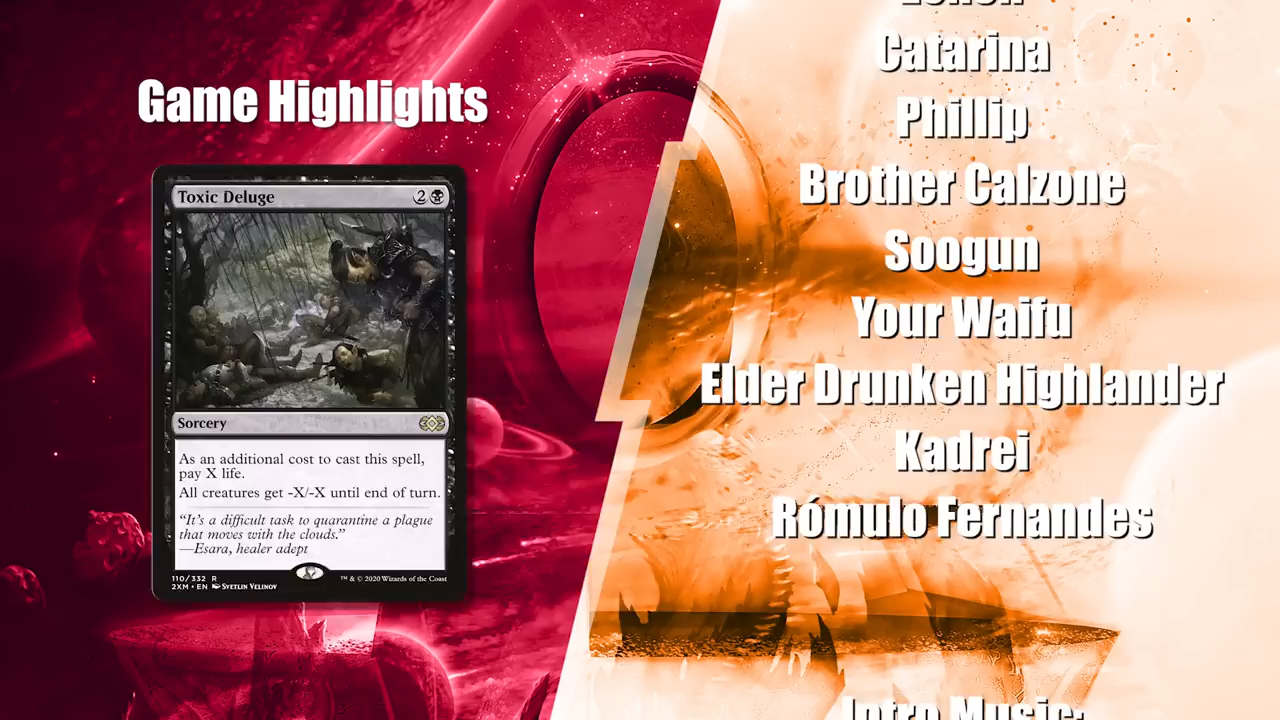 Game Highlights
Toxic Deluge 2
Sorcery
As an additional cost to cast this spell,
pay X life.
All creatures get -X/-X until end of turn.
“It’s a difficult task to quarantine a plague
that moves with the clouds.”
—Esara, healer adept
110/332 R
2XM • EN Svetlin Velinov
™ & © 2020 Wizards of the Coast
Catarina
Phillip
Brother Calzone
Soogun
Your Waifu
Elder Drunken Highlander
Kadrei
Rómulo Fernandes
Intro Music: